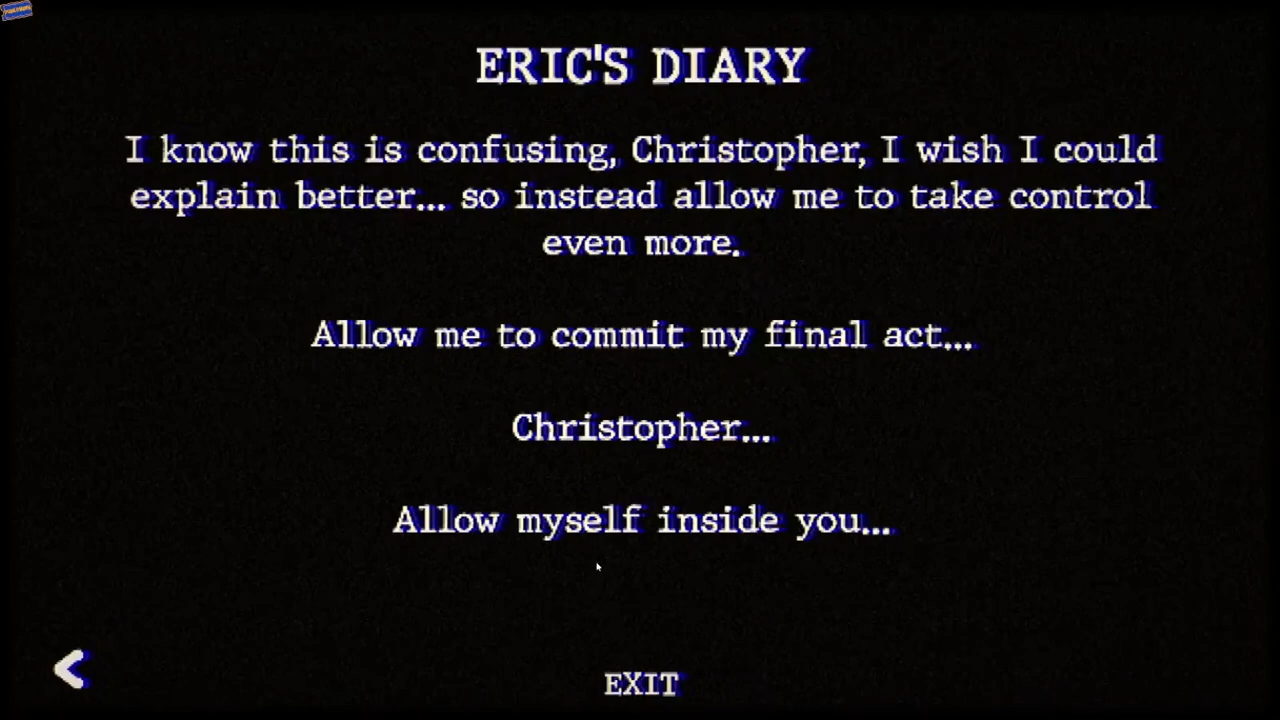 ERIC'S DIARY
I know this is confusing, Christopher, I wish I could
explain better... so instead allow me to take control
even more.
Allow me to commit my final act...
Christopher...
Allow myself inside you...
<
EXIT